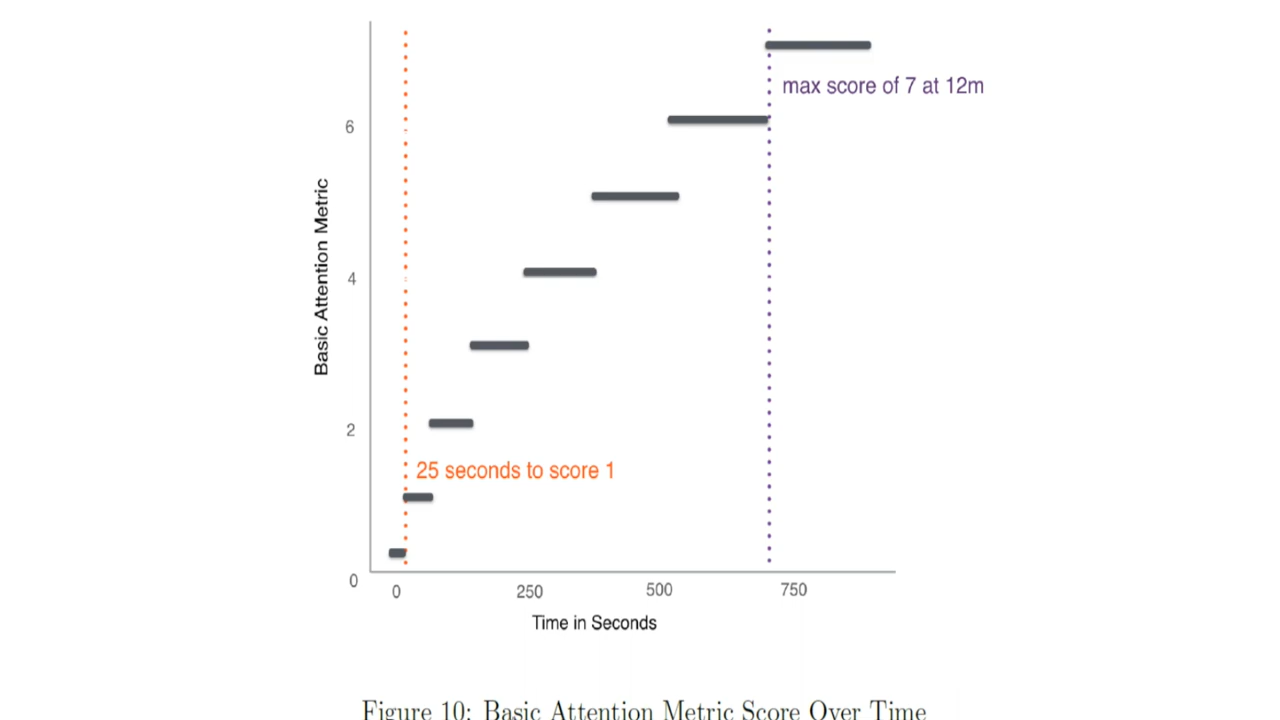 max score of 7 at 12m
6
Basic Attention Metric
4
2
25 seconds to score 1
0
0 250 500 750
Time in Seconds
Figure 10: Basic Attention Metric Score Over Time